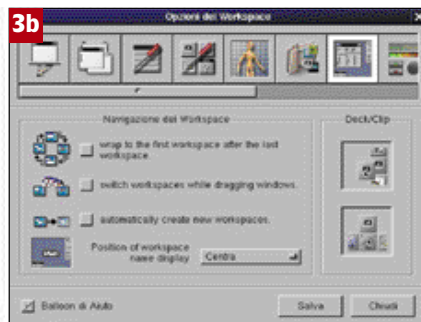 3b
Opzioni del Workspace
Navigazione del Workspace
wrap to the first workspace after the last
workspace.
switch workspaces while dragging windows.
automatically create new workspaces.
Position of workspace
name display
Centra
Dock/Clip
Balloon di Aiuto
Salva
Chiudi